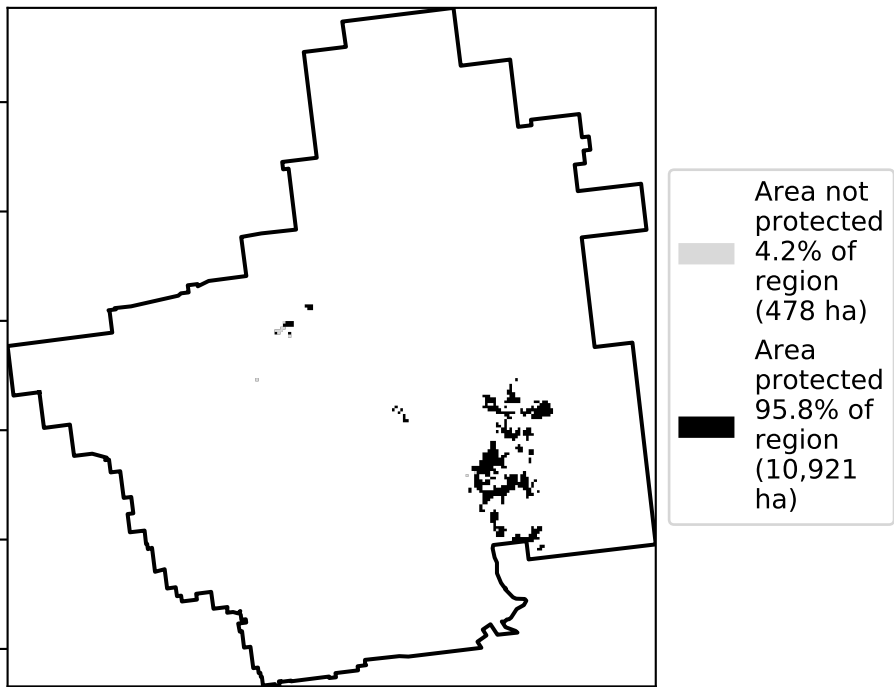 Area not
protected
4.2% of
region
(478 ha)
Area
protected
95.8% of
region
(10,921
ha)